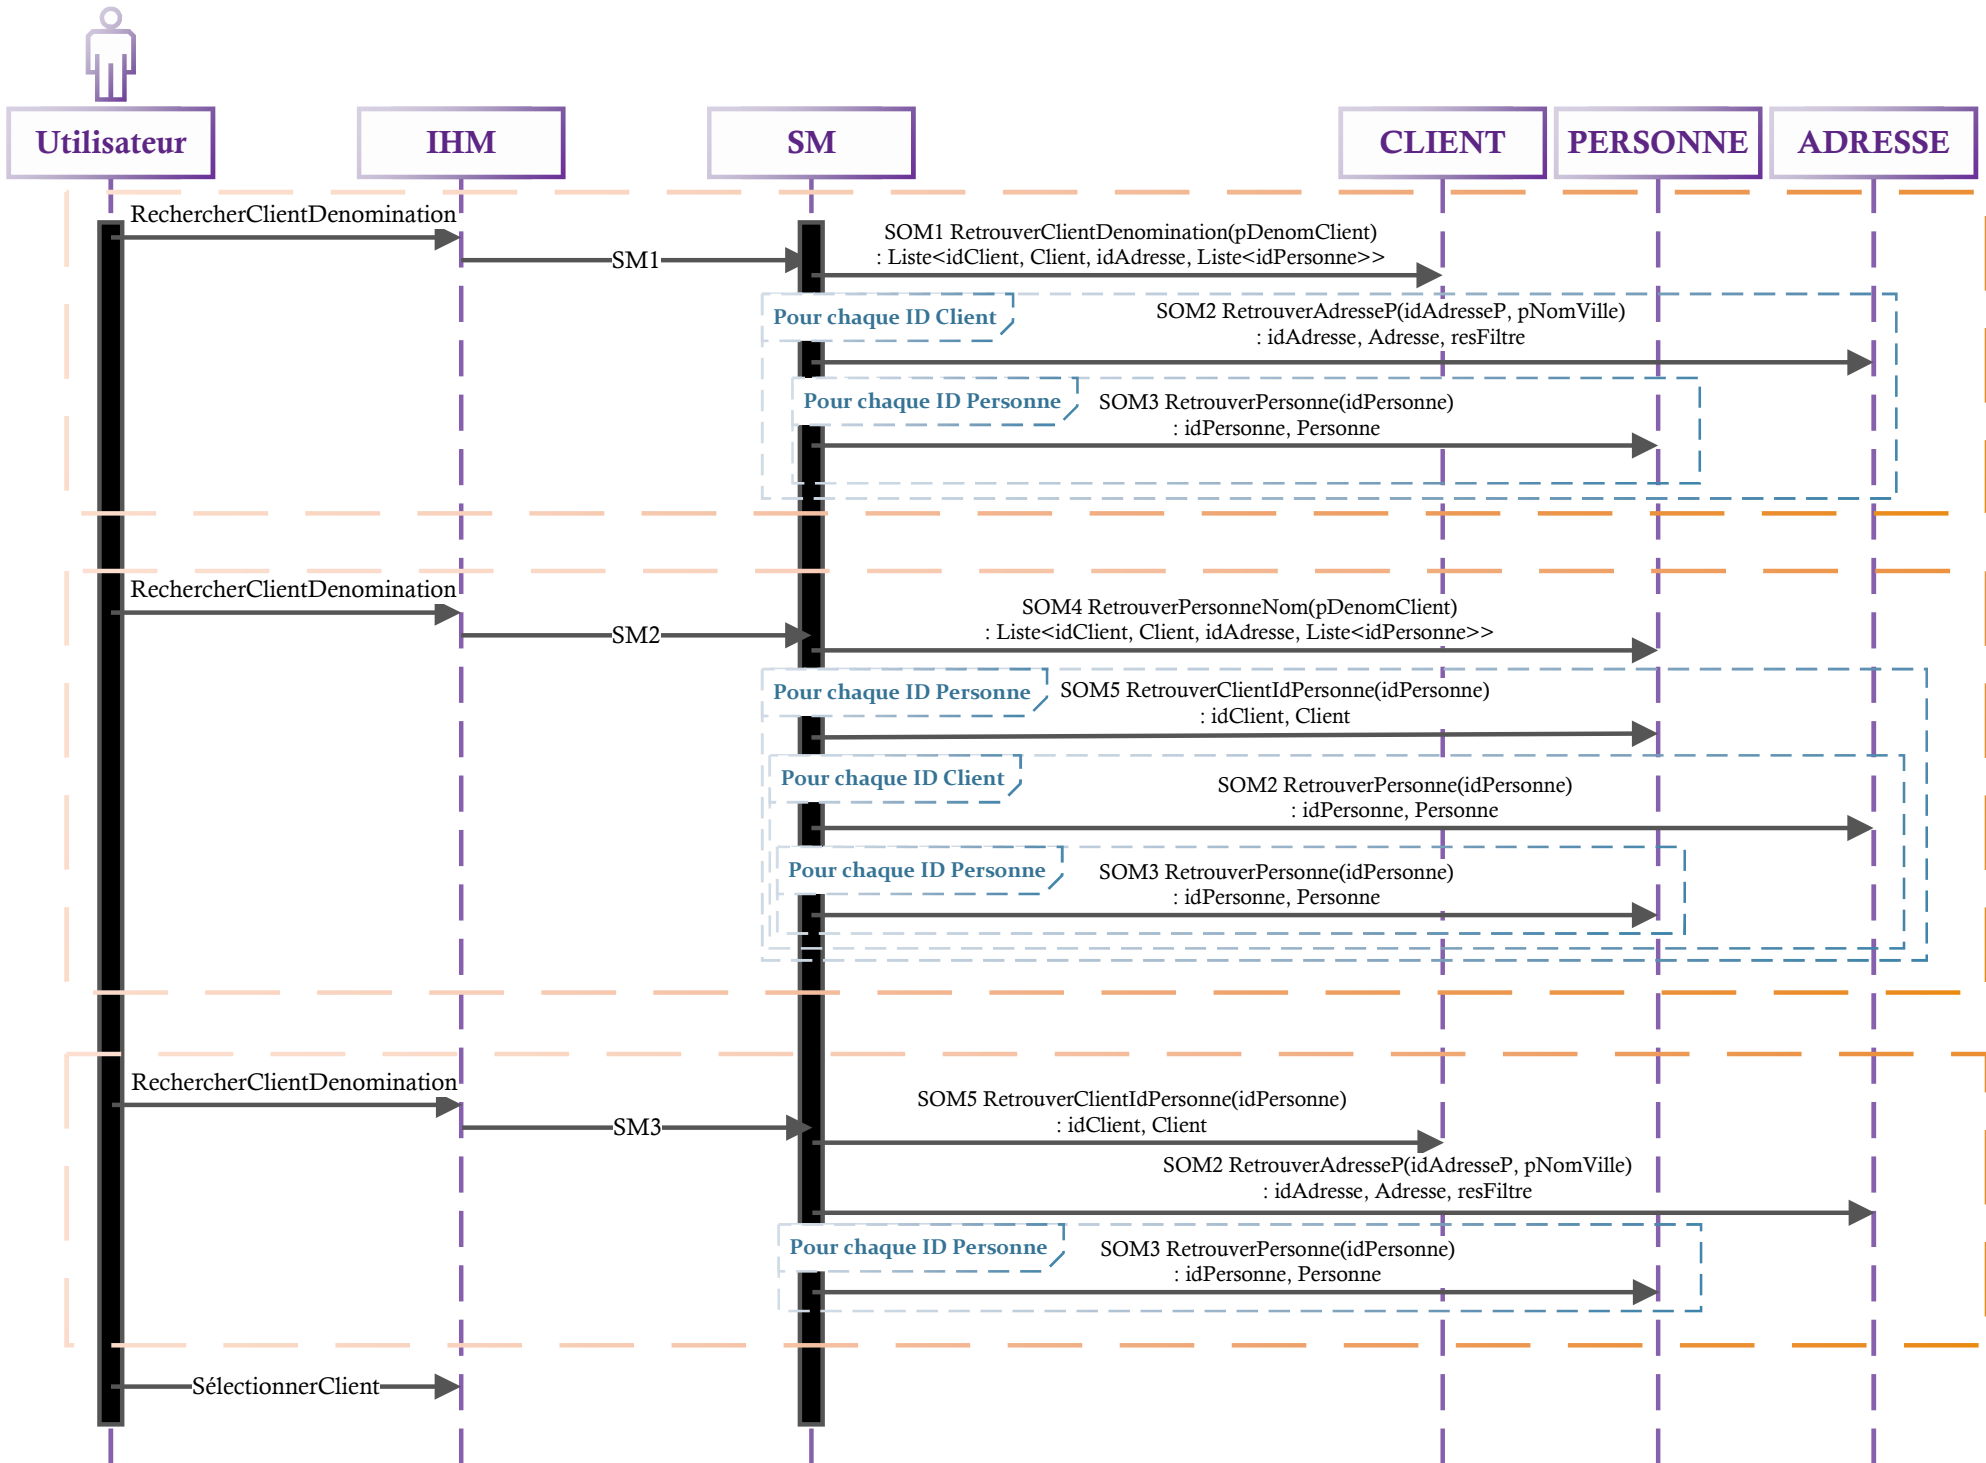 Utilisateur
IHM
SM
CLIENT
PERSONNE
ADRESSE
RechercherClientDenomination
SM1
SOM1 RetrouverClientDenomination(pDenomClient)
: Liste<idClient, Client, idAdresse, Liste<idPersonne>>
Pour chaque ID Client
SOM2 RetrouverAdresseP(idAdresseP, pNomVille)
: idAdresse, Adresse, resFiltre
Pour chaque ID Personne
SOM3 RetrouverPersonne(idPersonne)
: idPersonne, Personne
RechercherClientDenomination
SM2
SOM4 RetrouverPersonneNom(pDenomClient)
: Liste<idClient, Client, idAdresse, Liste<idPersonne>>
Pour chaque ID Personne
SOM5 RetrouverClientIdPersonne(idPersonne)
: idClient, Client
Pour chaque ID Client
SOM2 RetrouverPersonne(idPersonne)
: idPersonne, Personne
Pour chaque ID Personne
SOM3 RetrouverPersonne(idPersonne)
: idPersonne, Personne
RechercherClientDenomination
SM3
SOM5 RetrouverClientIdPersonne(idPersonne)
: idClient, Client
SOM2 RetrouverAdresseP(idAdresseP, pNomVille)
: idAdresse, Adresse, resFiltre
Pour chaque ID Personne
SOM3 RetrouverPersonne(idPersonne)
: idPersonne, Personne
SélectionnerClient